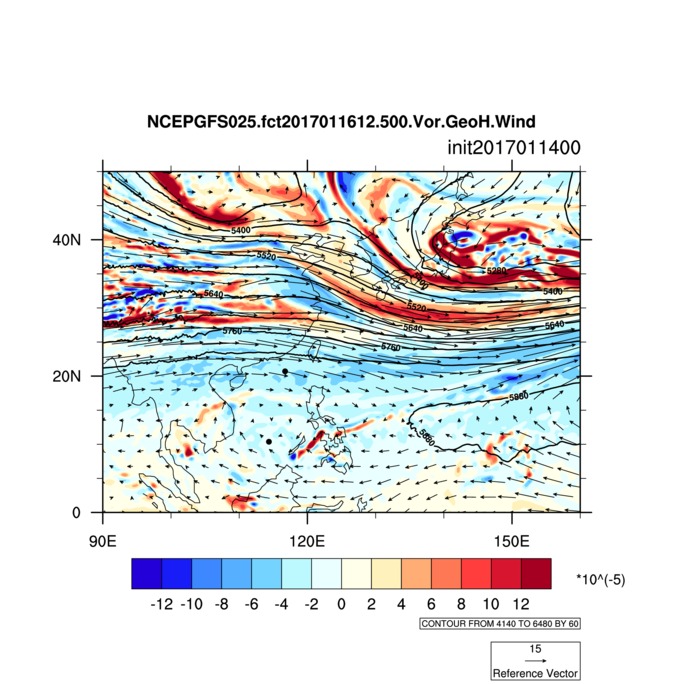 NCEPGFS025.fct2017011612.500.Vor.GeoH.Wind
init2017011400
40N
20N
0
90E 120E 150E
5400
5520
5640
5760
5520
5640
5760
5280
5400
5640
5880
5880
-12 -10 -8 -6 -4 -2 0 2 4 6 8 10 12
*10^(-5)
CONTOUR FROM 4140 TO 6480 BY 60
15
Reference Vector